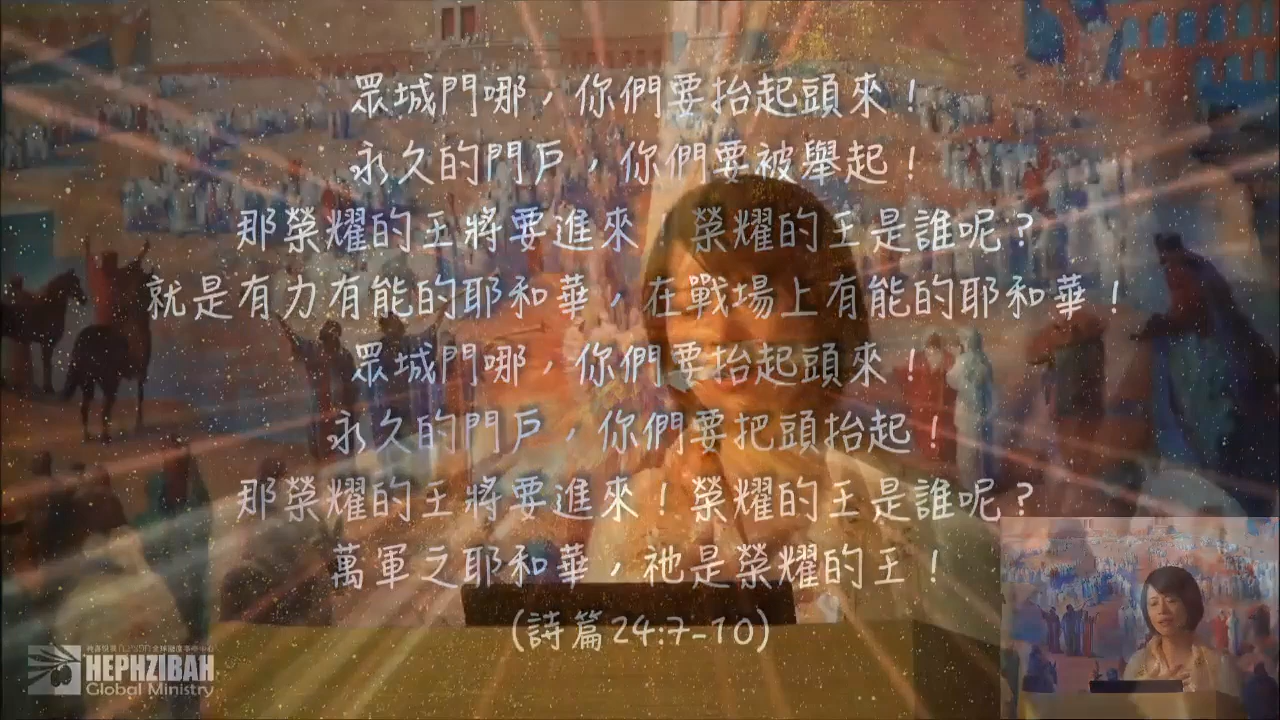 眾城門哪，你們要抬起頭來！
永久的門戶，你們要被舉起！
那榮耀的王將要進來！榮耀的王是誰呢？
就是有力有能的耶和華，在戰場上有能的耶和華！
眾城門哪，你們要抬起頭來！
永久的門戶，你們要把頭抬起！
那榮耀的王將要進來！榮耀的王是誰呢？
萬軍之耶和華，祂是榮耀的王！
(詩篇24:7-10)
HEPHZIBAH
Global Ministry